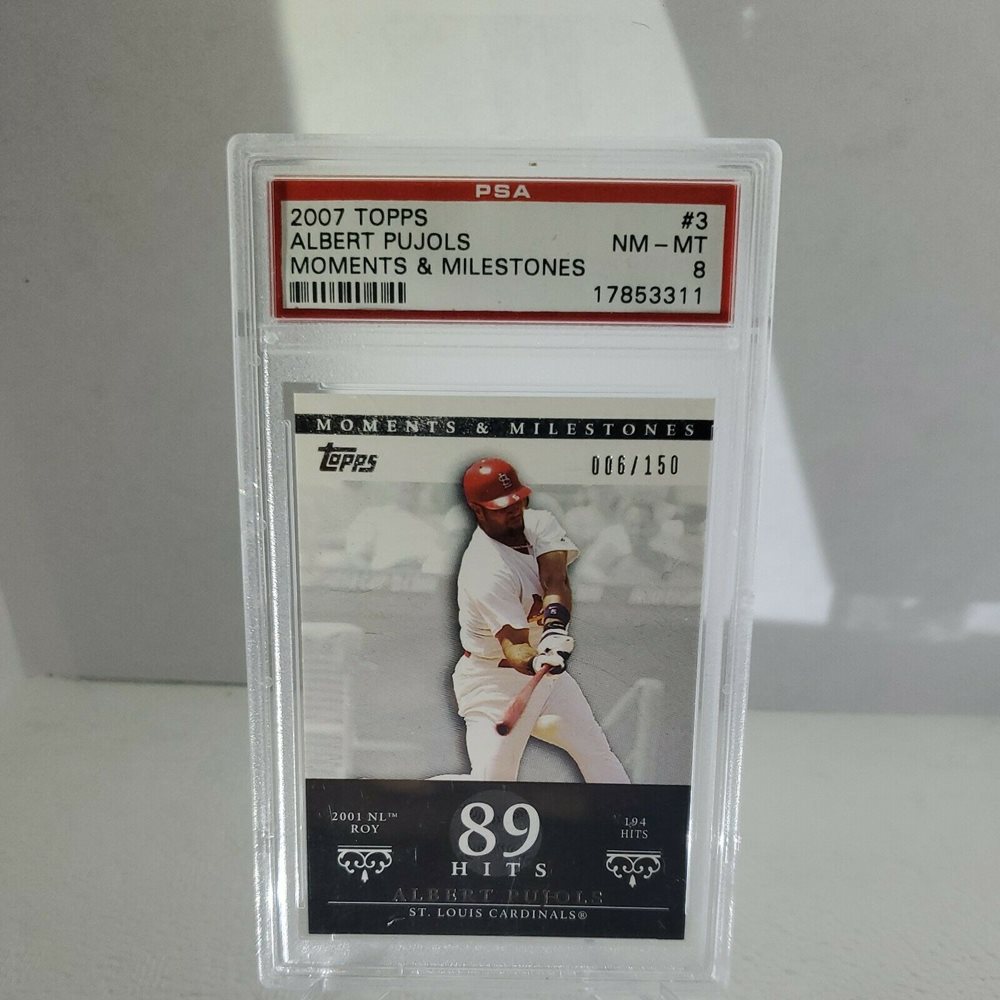 PSA
2007 TOPPS #3
ALBERT PUJOLS NM – MT
MOMENTS & MILESTONES 8
17853311
MOMENTS & MILESTONES
Topps 006/150
2001 NL™ ROY
89
HITS
194 HITS
ALBERT PUJOLS
ST. LOUIS CARDINALS®